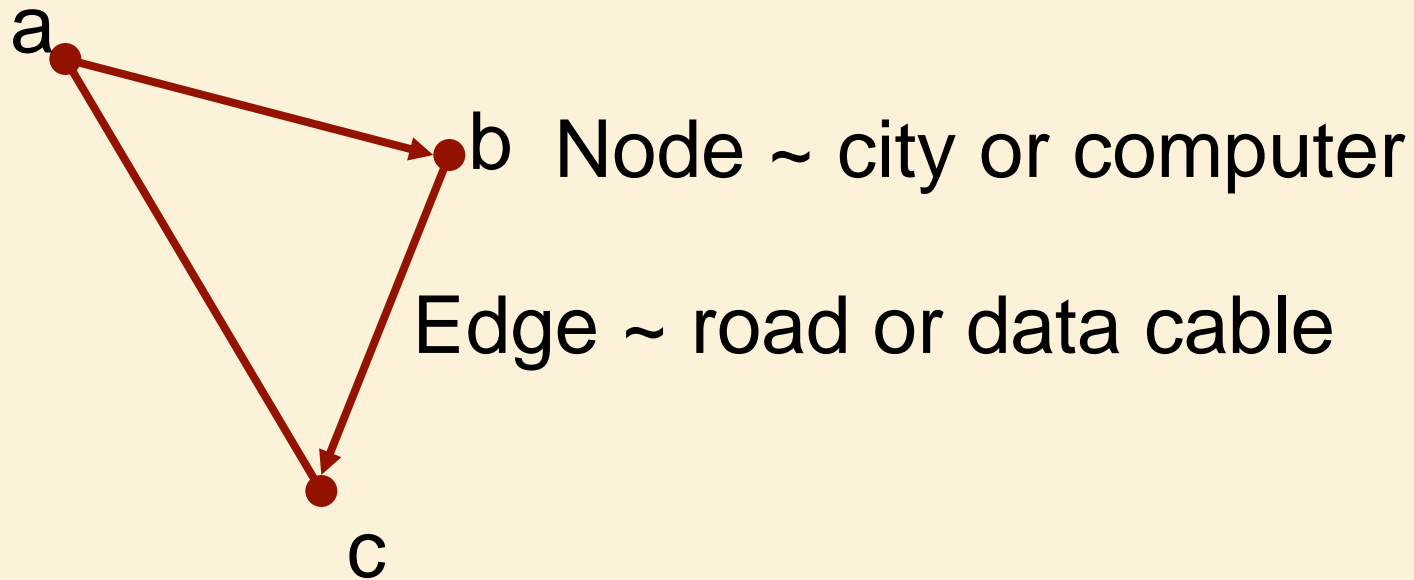 a
b Node ~ city or computer
Edge ~ road or data cable
c